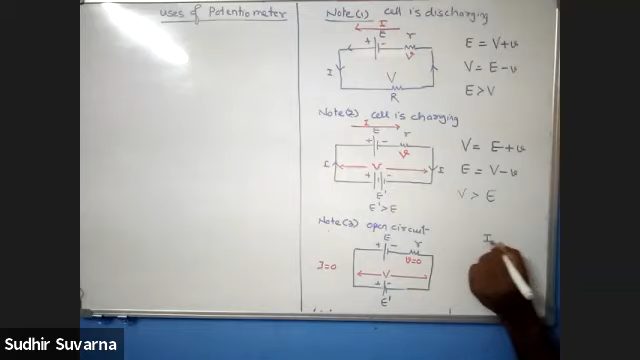 Uses of Potentiometer
Note(1) cell is discharging
I
E
+ - r
v
I
V
R
E = V+v
V = E-v
E > V
Note(2) cell is charging
I
E
+ - r
v
I V I
+ -
E'
E' > E
V = E+v
E = V-v
V > E
Note(3) open circuit
E
+ - r
I=0 v=0
V
+ -
E'
I
Sudhir Suvarna